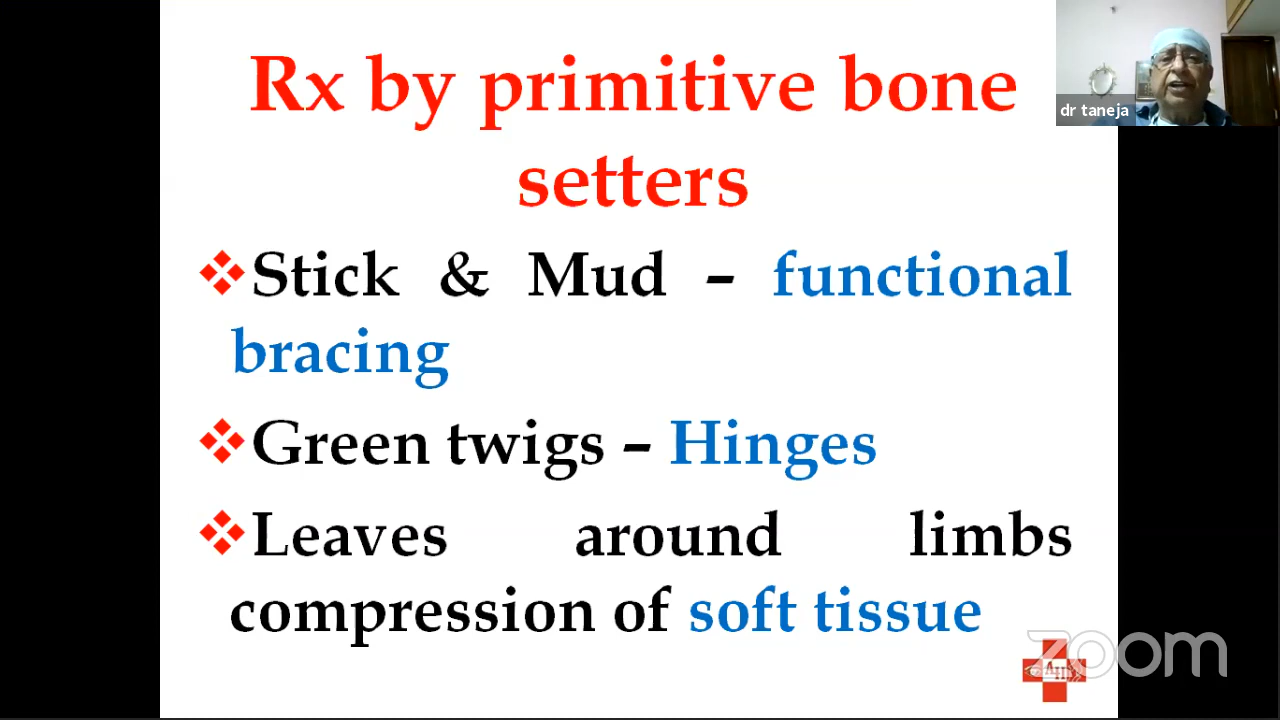 Rx by primitive bone
setters
dr taneja
Stick & Mud – functional
bracing
Green twigs – Hinges
Leaves around limbs
compression of soft tissue
zoom